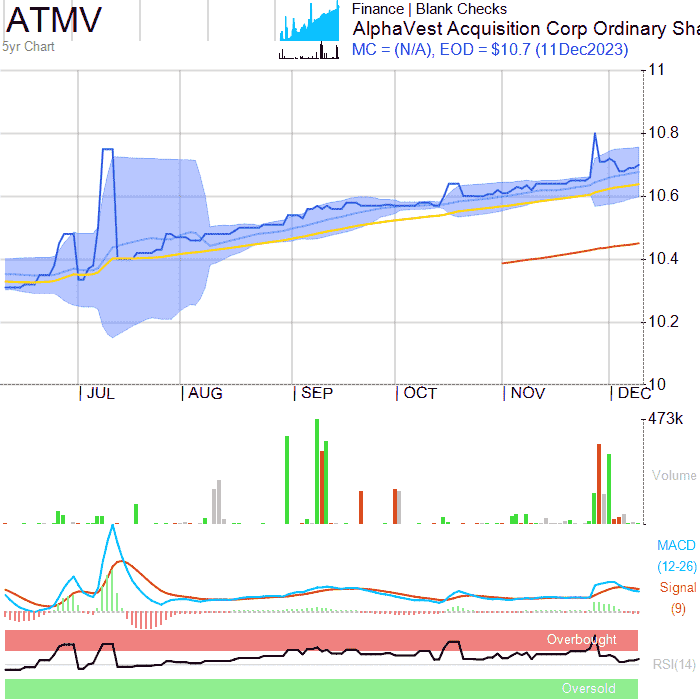 ATMV
5yr Chart
Finance | Blank Checks
AlphaVest Acquisition Corp Ordinary Sha
MC = (N/A), EOD = $10.7 (11Dec2023)
11
10.8
10.6
10.4
10.2
10
JUL
AUG
SEP
OCT
NOV
DEC
473k
Volume
MACD
(12-26)
Signal
(9)
Overbought
RSI(14)
Oversold